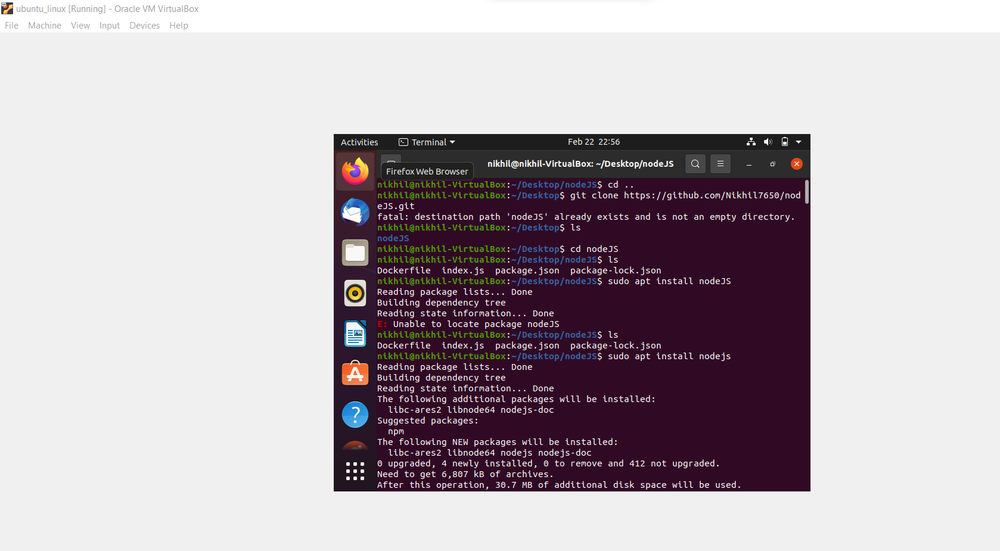 ubuntu_linux [Running] - Oracle VM VirtualBox
File Machine View Input Devices Help
Activities Terminal Feb 22 22:56
nikhil@nikhil-VirtualBox: ~/Desktop/nodeJS
Firefox Web Browser
nikhil@nikhil-VirtualBox:~/Desktop/nodeJS$ cd ..
nikhil@nikhil-VirtualBox:~/Desktop$ git clone https://github.com/Nikhil7650/nod
eJS.git
fatal: destination path 'nodeJS' already exists and is not an empty directory.
nikhil@nikhil-VirtualBox:~/Desktop$ ls
nodeJS
nikhil@nikhil-VirtualBox:~/Desktop$ cd nodeJS
nikhil@nikhil-VirtualBox:~/Desktop/nodeJS$ ls
Dockerfile  index.js  package.json  package-lock.json
nikhil@nikhil-VirtualBox:~/Desktop/nodeJS$ sudo apt install nodeJS
Reading package lists... Done
Building dependency tree
Reading state information... Done
E: Unable to locate package nodeJS
nikhil@nikhil-VirtualBox:~/Desktop/nodeJS$ ls
Dockerfile  index.js  package.json  package-lock.json
nikhil@nikhil-VirtualBox:~/Desktop/nodeJS$ sudo apt install nodejs
Reading package lists... Done
Building dependency tree
Reading state information... Done
The following additional packages will be installed:
  libc-ares2 libnode64 nodejs-doc
Suggested packages:
  npm
The following NEW packages will be installed:
  libc-ares2 libnode64 nodejs nodejs-doc
0 upgraded, 4 newly installed, 0 to remove and 412 not upgraded.
Need to get 6,807 kB of archives.
After this operation, 30.7 MB of additional disk space will be used.